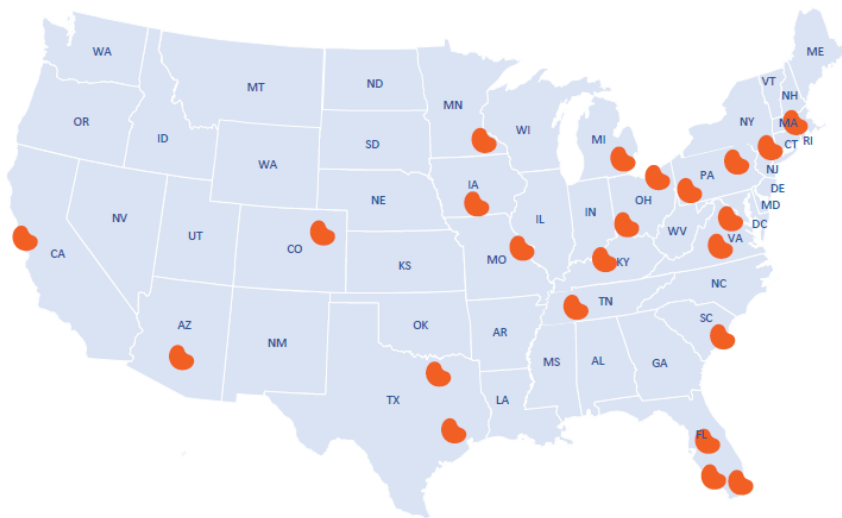 WA
MT
ND
MN
OR
ID
WA
SD
WI
MI
NY
VT
NH
ME
MA
CT
RI
NV
UT
CO
NE
IA
IL
IN
OH
PA
NJ
DE
MD
DC
CA
KS
MO
KY
WV
VA
AZ
NM
OK
AR
TN
NC
SC
TX
LA
MS
AL
GA
FL